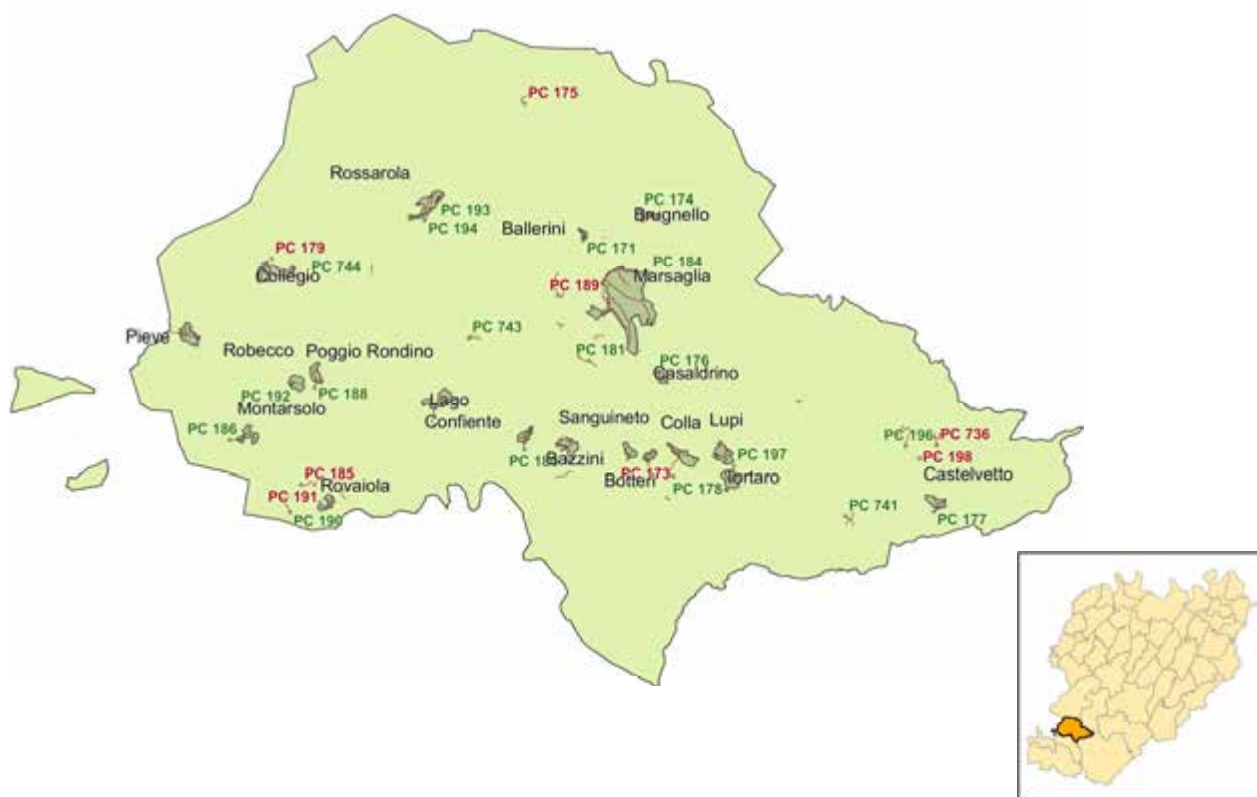 PC 175
Rossarola
PC 174
PC 193
Brugnello
PC 194
Ballerini
PC 179
PC 171
PC 184
PC 744
Collegio
Marsaglia
PC 189
Pieve
PC 743
Robecco
Poggio Rondino
PC 181
PC 176
Casaldrino
PC 192
PC 188
Lago
Montarsolo
Confiente
Sanguineto
Colla
Lupi
PC 186
PC 196
PC 736
Bazzini
PC 197
PC 198
PC 185
PC 173
Castelvetto
Rovaiola
Botteri
Tortaro
PC 191
PC 178
PC 741
PC 190
PC 177